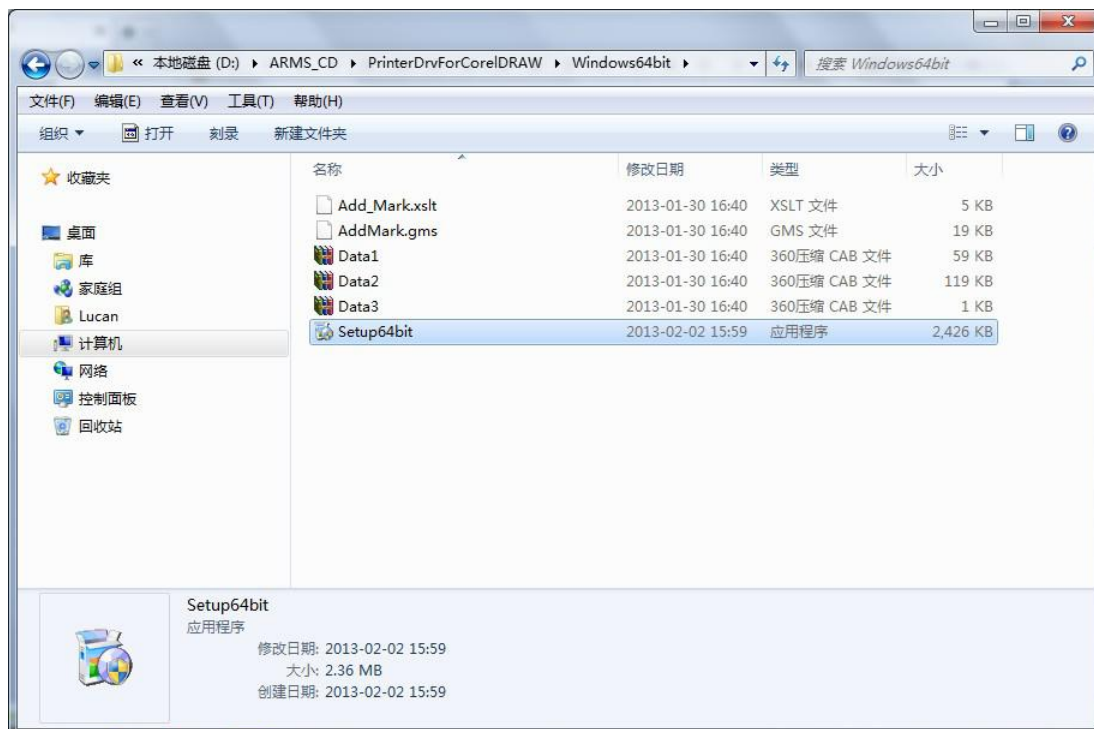 « 本地磁盘 (D:) ▸ ARMS_CD ▸ PrinterDrvForCorelDRAW ▸ Windows64bit ▸ 搜索 Windows64bit
文件(F) 编辑(E) 查看(V) 工具(T) 帮助(H)
组织 打开 刻录 新建文件夹
收藏夹
桌面
库
家庭组
Lucan
计算机
网络
控制面板
回收站
名称 修改日期 类型 大小
Add_Mark.xslt 2013-01-30 16:40 XSLT 文件 5 KB
AddMark.gms 2013-01-30 16:40 GMS 文件 19 KB
Data1 2013-01-30 16:40 360压缩 CAB 文件 59 KB
Data2 2013-01-30 16:40 360压缩 CAB 文件 119 KB
Data3 2013-01-30 16:40 360压缩 CAB 文件 1 KB
Setup64bit 2013-02-02 15:59 应用程序 2,426 KB
Setup64bit
应用程序
修改日期: 2013-02-02 15:59
大小: 2.36 MB
创建日期: 2013-02-02 15:59